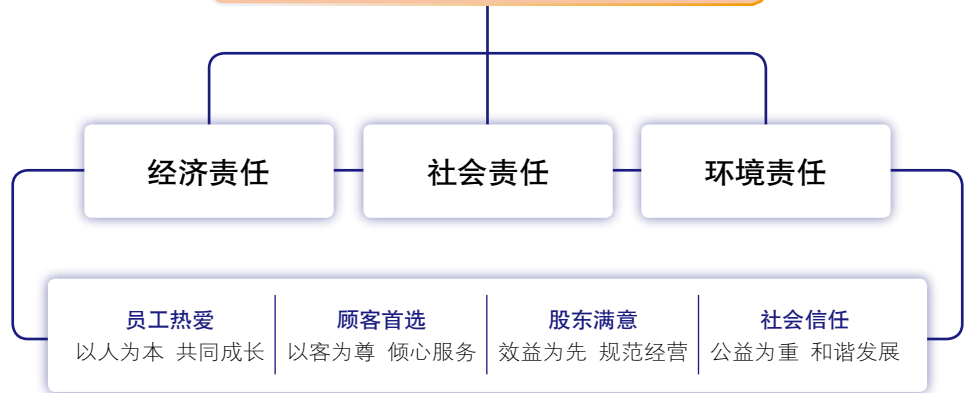 经济责任
社会责任
环境责任
员工热爱
以人为本 共同成长
顾客首选
以客为尊 倾心服务
股东满意
效益为先 规范经营
社会信任
公益为重 和谐发展